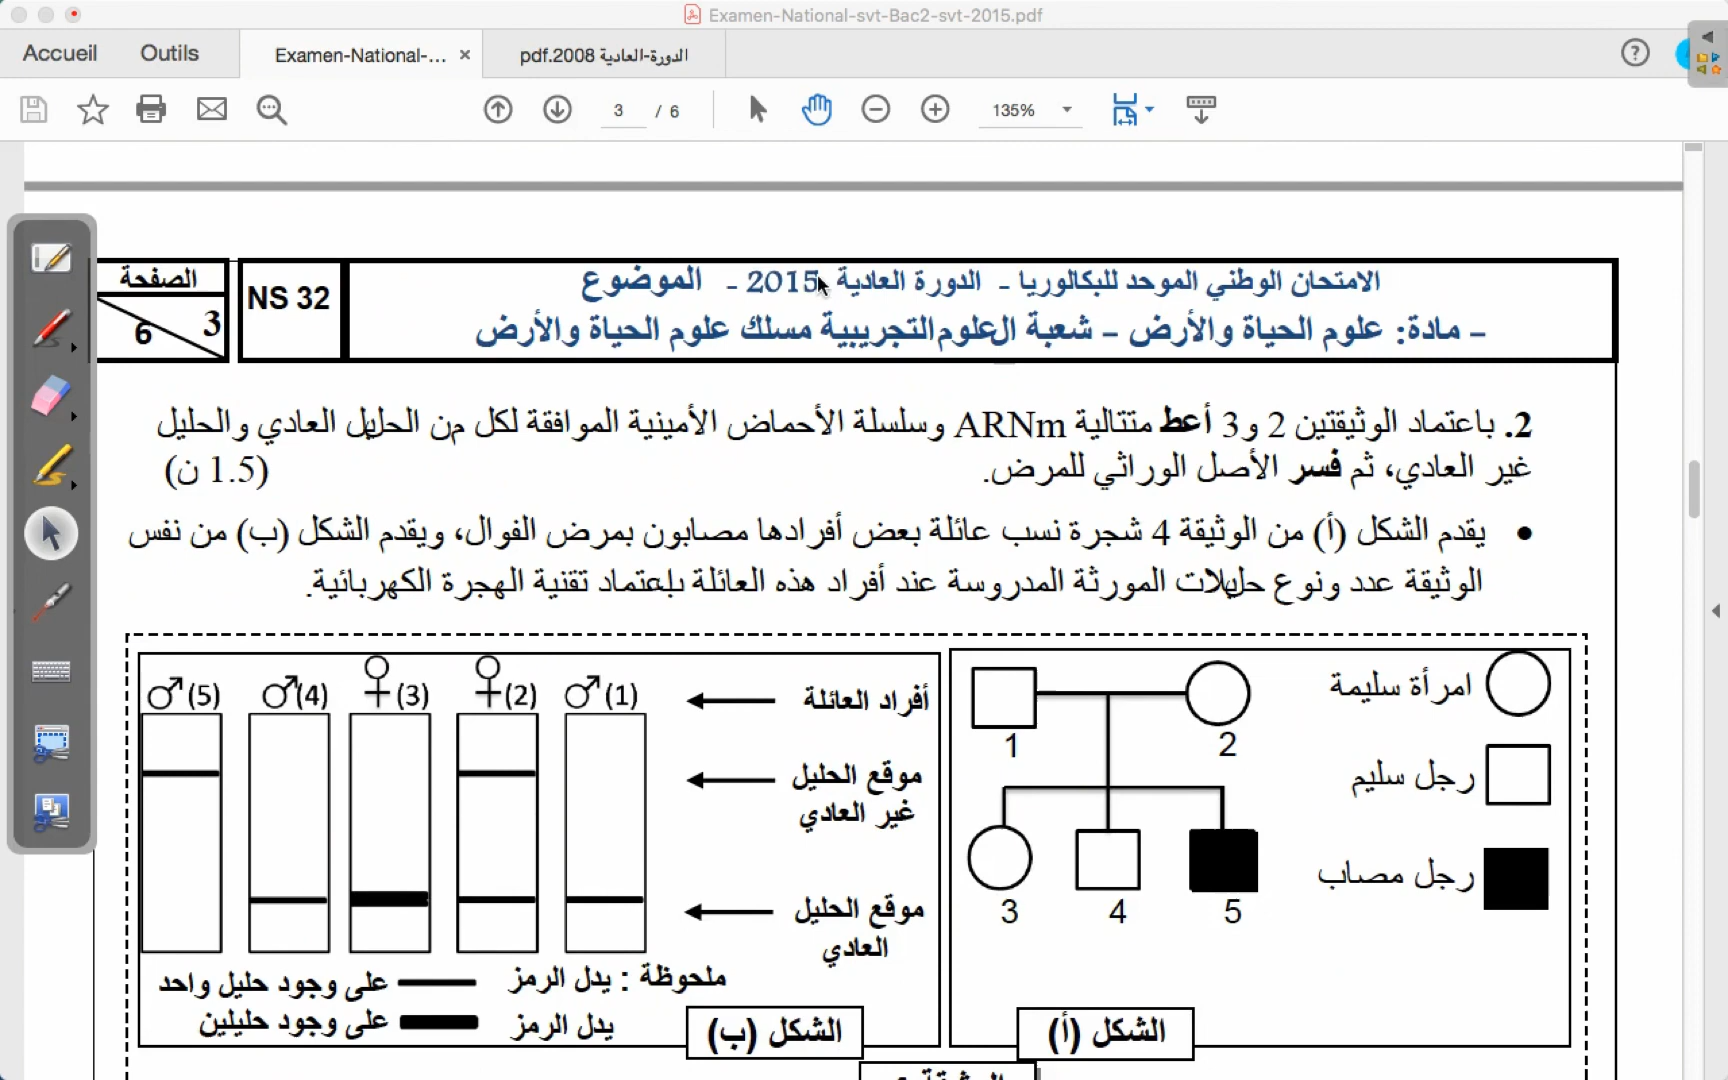 Examen-National-svt-Bac2-svt-2015.pdf
Accueil
Outils
Examen-National-... ×
الدورة-العادية 2008.pdf
?
3 / 6
135%
الصفحة
3
6
NS 32
الامتحان الوطني الموحد للبكالوريا - الدورة العادية 2015 - الموضوع
- مادة: علوم الحياة والأرض - شعبة العلوم التجريبية مسلك علوم الحياة والأرض
2. باعتماد الوثيقتين 2 و3 أعط متتالية ARNm وسلسلة الأحماض الأمينية الموافقة لكل من الحليل العادي والحليل
غير العادي، ثم فسر الأصل الوراثي للمرض. (1.5 ن)
• يقدم الشكل (أ) من الوثيقة 4 شجرة نسب عائلة بعض أفرادها مصابون بمرض الفوال، ويقدم الشكل (ب) من نفس
الوثيقة عدد ونوع حليلات المورثة المدروسة عند أفراد هذه العائلة باعتماد تقنية الهجرة الكهربائية.
امرأة سليمة
رجل سليم
رجل مصاب
1
2
3
4
5
الشكل (أ)
أفراد العائلة
♂(1)
♀(2)
♀(3)
♂(4)
♂(5)
موقع الحليل
غير العادي
موقع الحليل
العادي
ملحوظة : يدل الرمز على وجود حليل واحد
يدل الرمز على وجود حليلين
الشكل (ب)